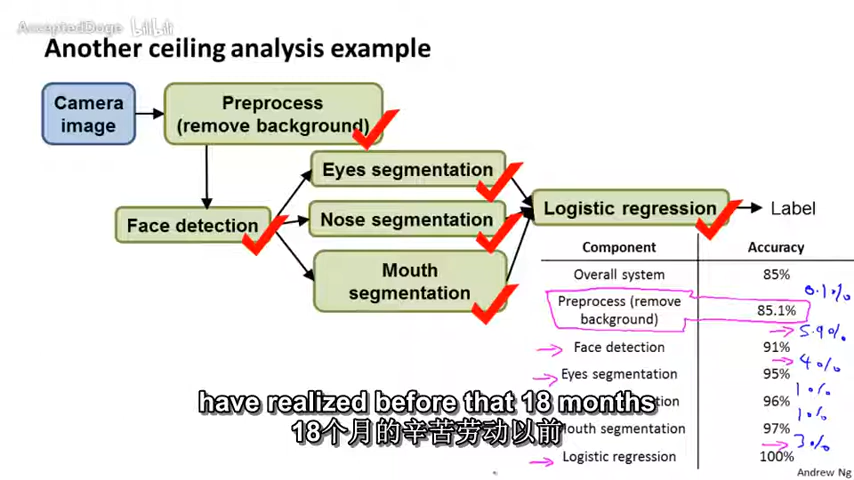 AcceptedDoge bilibili
Another ceiling analysis example
Camera
image
Preprocess
(remove background)
Eyes segmentation
Face detection
Nose segmentation
Mouth
segmentation
Logistic regression
Label
Component Accuracy
Overall system 85%
0.1%
Preprocess (remove
background) 85.1%
5.9%
Face detection 91%
4%
Eyes segmentation 95%
1%
96%
1%
Mouth segmentation 97%
3%
Logistic regression 100%
have realized before that 18 months
18个月的辛苦劳动以前
Andrew Ng